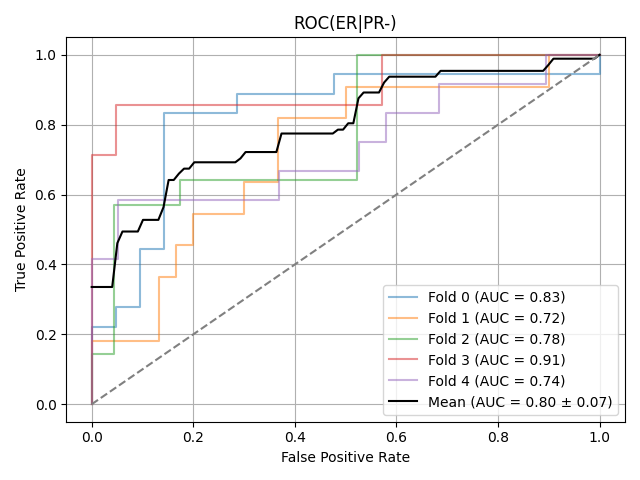 ROC(ER|PR-)
True Positive Rate
1.0
0.8
0.6
0.4
0.2
0.0
Fold 0 (AUC = 0.83)
Fold 1 (AUC = 0.72)
Fold 2 (AUC = 0.78)
Fold 3 (AUC = 0.91)
Fold 4 (AUC = 0.74)
Mean (AUC = 0.80 ± 0.07)
0.0 0.2 0.4 0.6 0.8 1.0
False Positive Rate